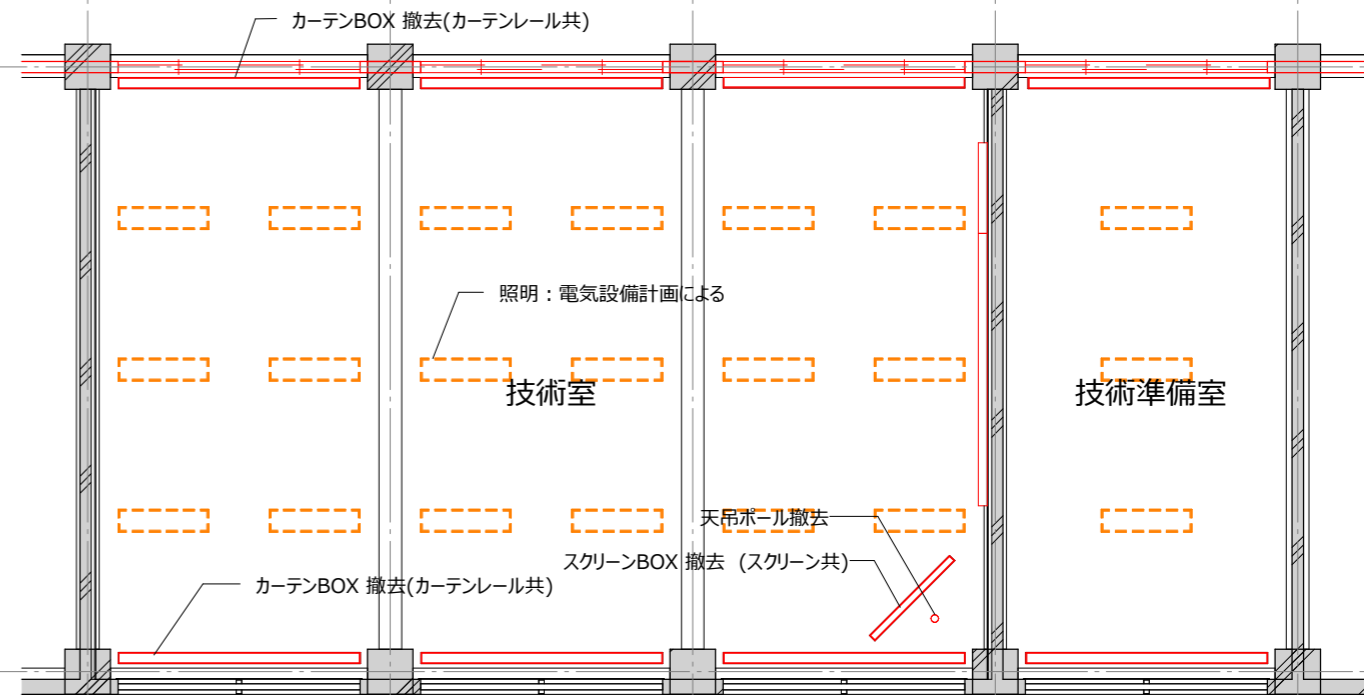 カーテンBOX 撤去(カーテンレール共)
照明：電気設備計画による
技術室
技術準備室
天吊ポール撤去
スクリーンBOX 撤去 (スクリーン共)
カーテンBOX 撤去(カーテンレール共)